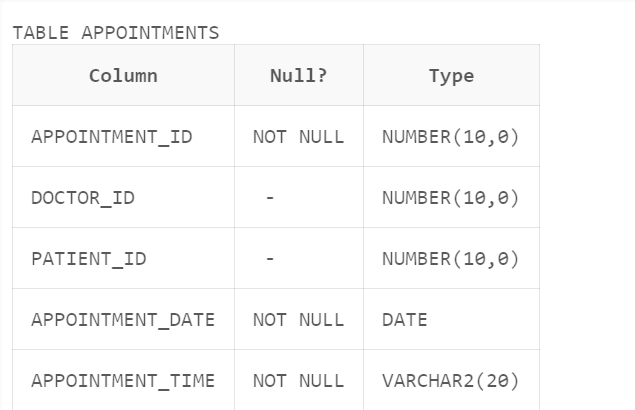 TABLE APPOINTMENTS
Column Null? Type
APPOINTMENT_ID NOT NULL NUMBER(10,0)
DOCTOR_ID - NUMBER(10,0)
PATIENT_ID - NUMBER(10,0)
APPOINTMENT_DATE NOT NULL DATE
APPOINTMENT_TIME NOT NULL VARCHAR2(20)